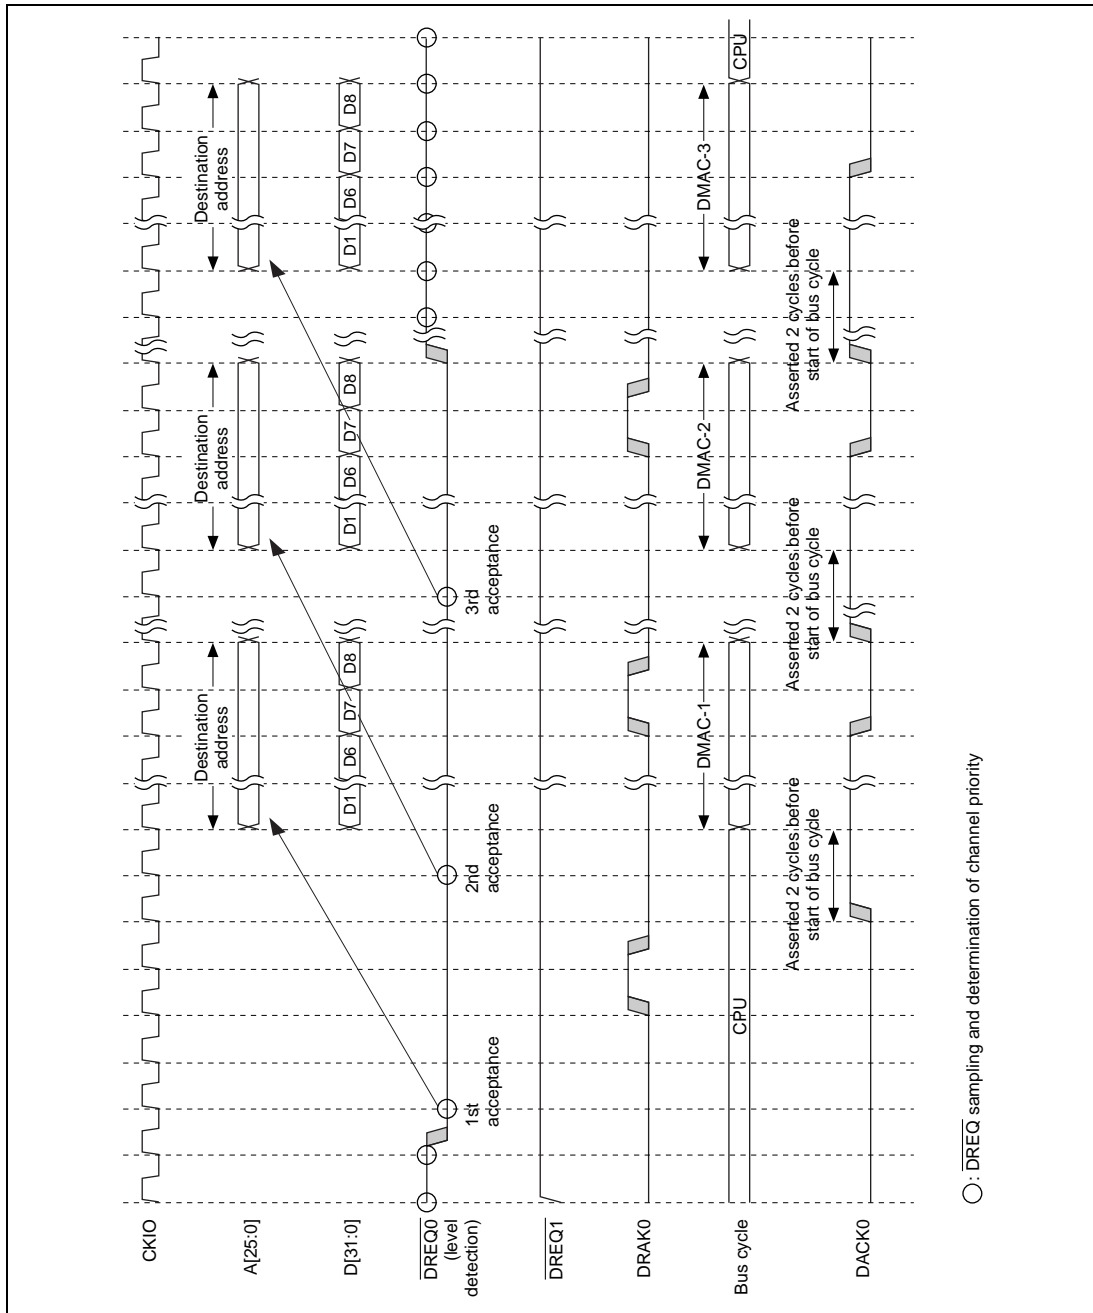 CKIO
A[25:0]
Destination
address
Destination
address
Destination
address
D[31:0]
D1
D6
D7
D8
D1
D6
D7
D8
D1
D6
D7
D8
DREQ0
(level
detection)
1st
acceptance
2nd
acceptance
3rd
acceptance
DREQ1
DRAK0
Bus cycle
CPU
DMAC-1
DMAC-2
DMAC-3
CPU
DACK0
Asserted 2 cycles before
start of bus cycle
Asserted 2 cycles before
start of bus cycle
Asserted 2 cycles before
start of bus cycle
: DREQ sampling and determination of channel priority